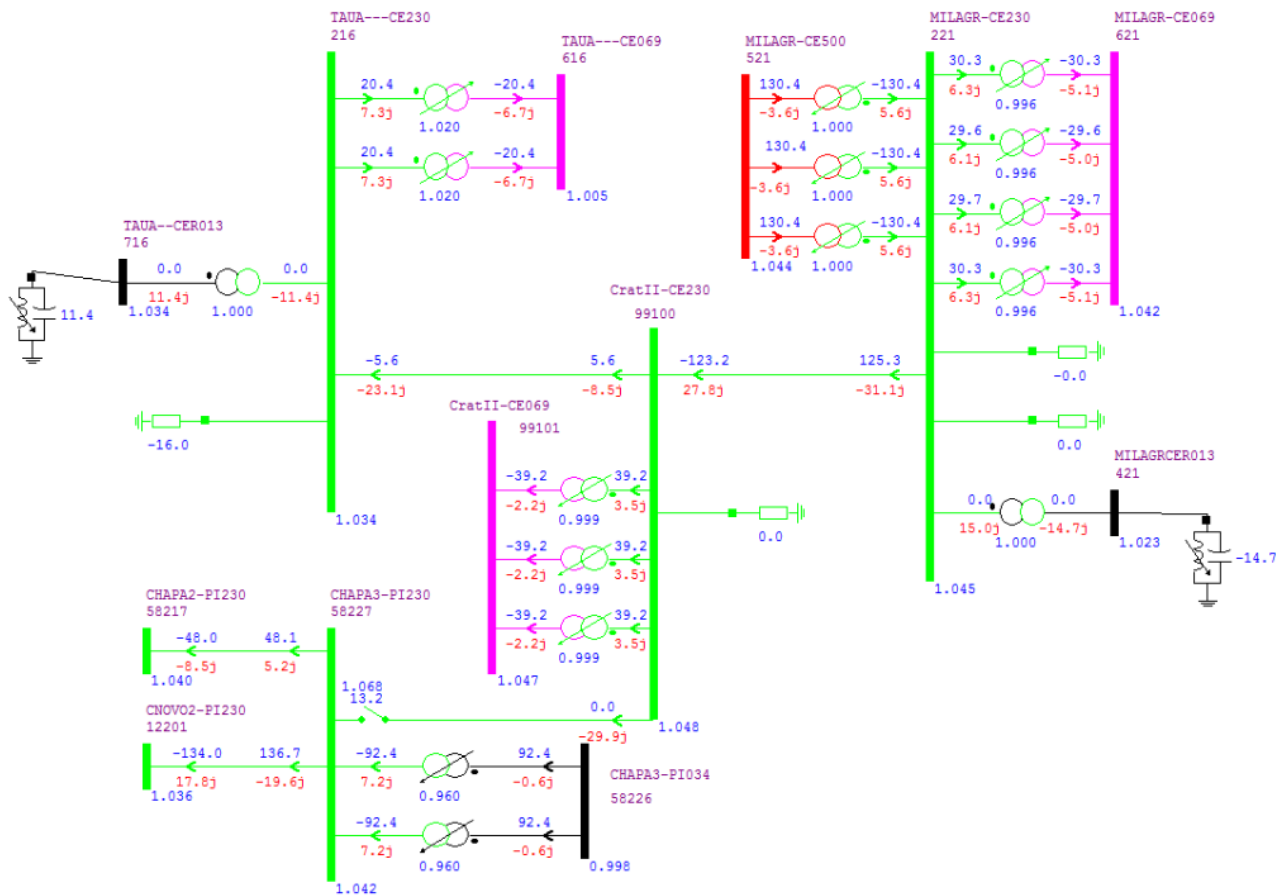 TAUA---CE230
216
TAUA---CE069
616
20.4
-20.4
7.3j
-6.7j
1.020
20.4
-20.4
7.3j
-6.7j
1.020
1.005
TAUA--CER013
716
0.0
0.0
11.4j
-11.4j
1.034
1.000
11.4
-5.6
5.6
-23.1j
-8.5j
-16.0
1.034
MILAGR-CE500
521
130.4
-130.4
-3.6j
5.6j
1.000
130.4
-130.4
-3.6j
5.6j
1.000
130.4
-130.4
-3.6j
5.6j
1.044
1.000
MILAGR-CE230
221
MILAGR-CE069
621
30.3
-30.3
6.3j
-5.1j
0.996
29.6
-29.6
6.1j
-5.0j
0.996
29.7
-29.7
6.1j
-5.0j
0.996
30.3
-30.3
6.3j
-5.1j
0.996
1.042
CratII-CE230
99100
-123.2
125.3
27.8j
-31.1j
-0.0
0.0
MILAGRCER013
421
0.0
0.0
15.0j
-14.7j
1.000
1.023
-14.7
1.045
CratII-CE069
99101
-39.2
39.2
-2.2j
3.5j
0.999
-39.2
39.2
-2.2j
3.5j
0.999
-39.2
39.2
-2.2j
3.5j
0.999
1.047
0.0
CHAPA2-PI230
58217
CHAPA3-PI230
58227
-48.0
48.1
-8.5j
5.2j
1.040
1.068
13.2
0.0
-29.9j
1.048
CNOVO2-PI230
12201
-134.0
136.7
17.8j
-19.6j
1.036
-92.4
92.4
7.2j
-0.6j
0.960
-92.4
92.4
7.2j
-0.6j
0.960
CHAPA3-PI034
58226
0.998
1.042